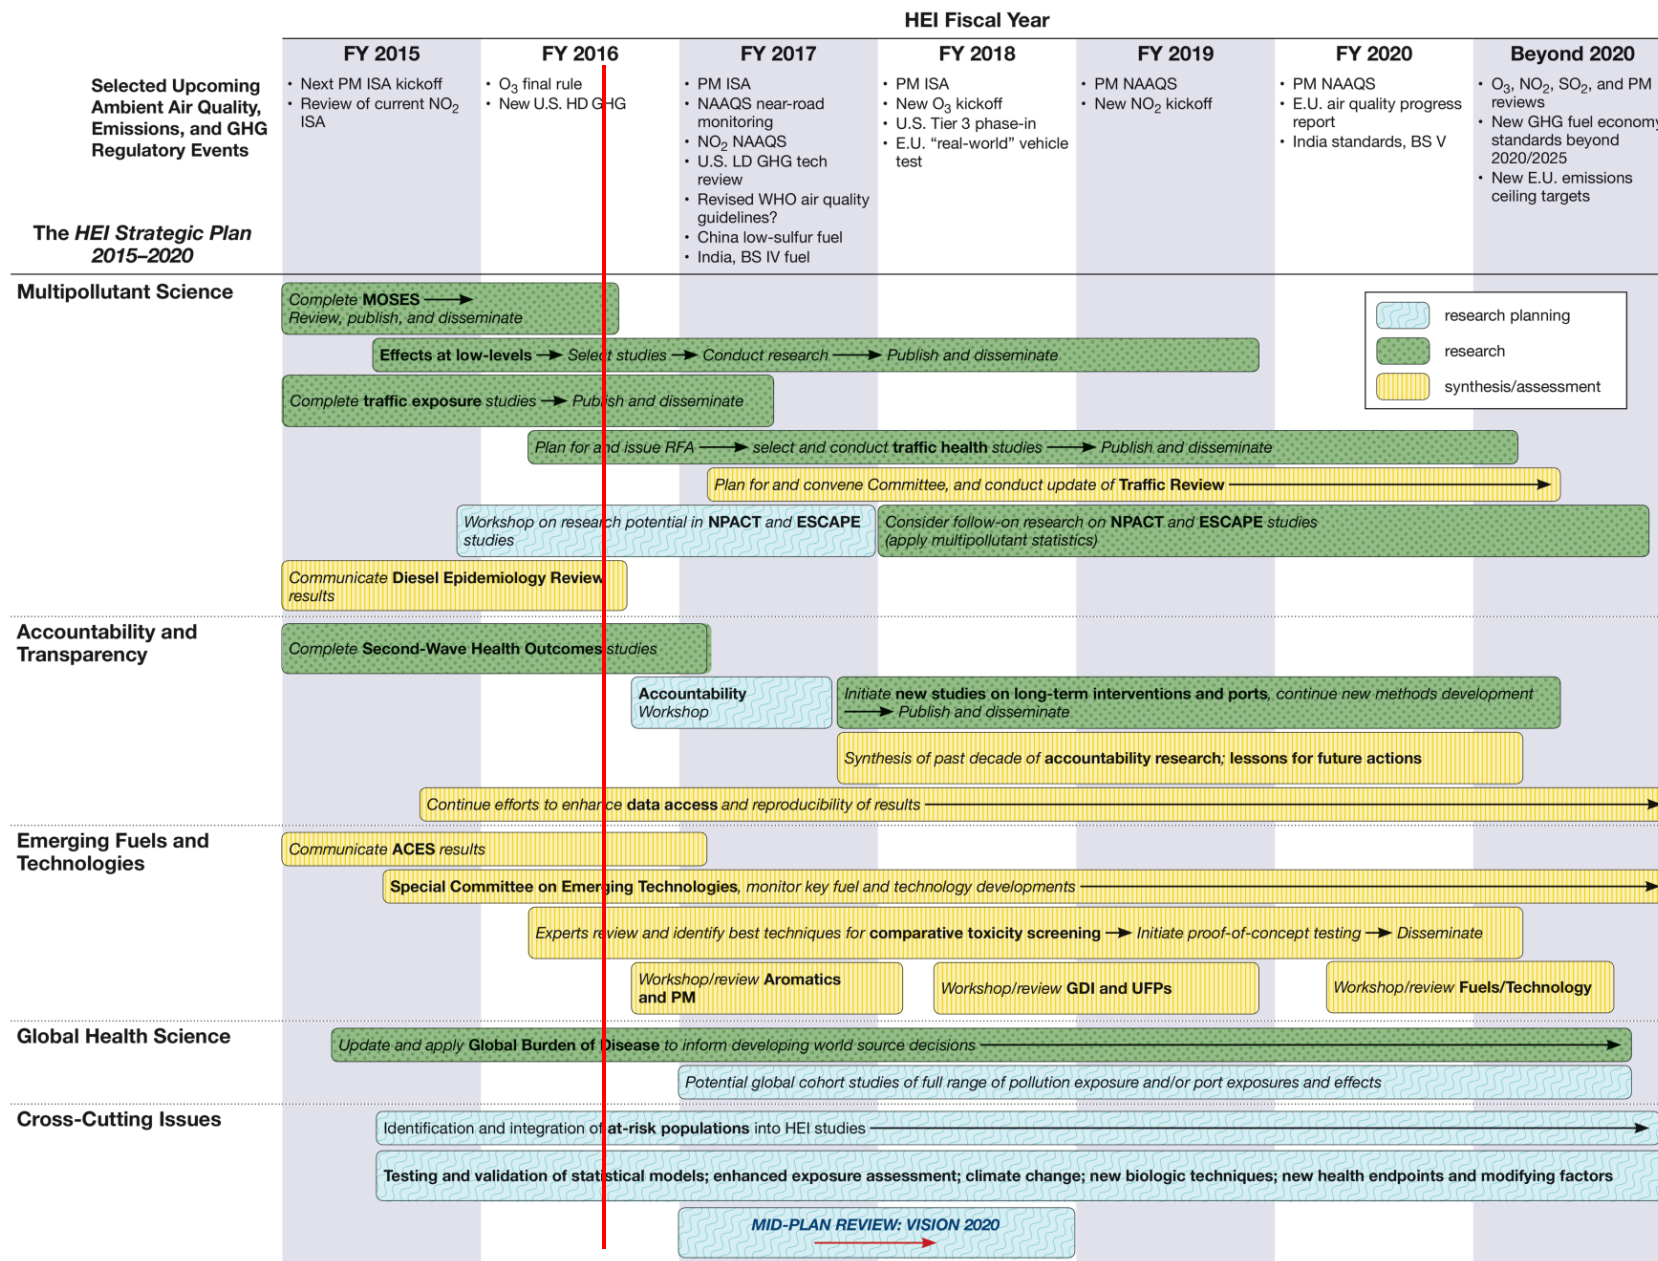 HEI Fiscal Year
FY 2015
FY 2016
FY 2017
FY 2018
FY 2019
FY 2020
Beyond 2020
Selected Upcoming
Ambient Air Quality,
Emissions, and GHG
Regulatory Events
• Next PM ISA kickoff
• Review of current NO₂
ISA
• O₃ final rule
• New U.S. HD GHG
• PM ISA
• NAAQS near-road
monitoring
• NO₂ NAAQS
• U.S. LD GHG tech
review
• Revised WHO air quality
guidelines?
• China low-sulfur fuel
• India, BS IV fuel
• PM ISA
• New O₃ kickoff
• U.S. Tier 3 phase-in
• E.U. “real-world” vehicle
test
• PM NAAQS
• New NO₂ kickoff
• PM NAAQS
• E.U. air quality progress
report
• India standards, BS V
• O₃, NO₂, SO₂, and PM
reviews
• New GHG fuel economy
standards beyond
2020/2025
• New E.U. emissions
ceiling targets
The HEI Strategic Plan
2015–2020
Multipollutant Science
research planning
research
synthesis/assessment
Complete MOSES
Review, publish, and disseminate
Effects at low-levels Select studies Conduct research Publish and disseminate
Complete traffic exposure studies Publish and disseminate
Plan for and issue RFA select and conduct traffic health studies Publish and disseminate
Plan for and convene Committee, and conduct update of Traffic Review
Workshop on research potential in NPACT and ESCAPE
studies
Consider follow-on research on NPACT and ESCAPE studies
(apply multipollutant statistics)
Communicate Diesel Epidemiology Review
results
Accountability and
Transparency
Complete Second-Wave Health Outcomes studies
Accountability
Workshop
Initiate new studies on long-term interventions and ports, continue new methods development
Publish and disseminate
Synthesis of past decade of accountability research; lessons for future actions
Continue efforts to enhance data access and reproducibility of results
Emerging Fuels and
Technologies
Communicate ACES results
Special Committee on Emerging Technologies, monitor key fuel and technology developments
Experts review and identify best techniques for comparative toxicity screening Initiate proof-of-concept testing Disseminate
Workshop/review Aromatics
and PM
Workshop/review GDI and UFPs
Workshop/review Fuels/Technology
Global Health Science
Update and apply Global Burden of Disease to inform developing world source decisions
Potential global cohort studies of full range of pollution exposure and/or port exposures and effects
Cross-Cutting Issues
Identification and integration of at-risk populations into HEI studies
Testing and validation of statistical models; enhanced exposure assessment; climate change; new biologic techniques; new health endpoints and modifying factors
MID-PLAN REVIEW: VISION 2020